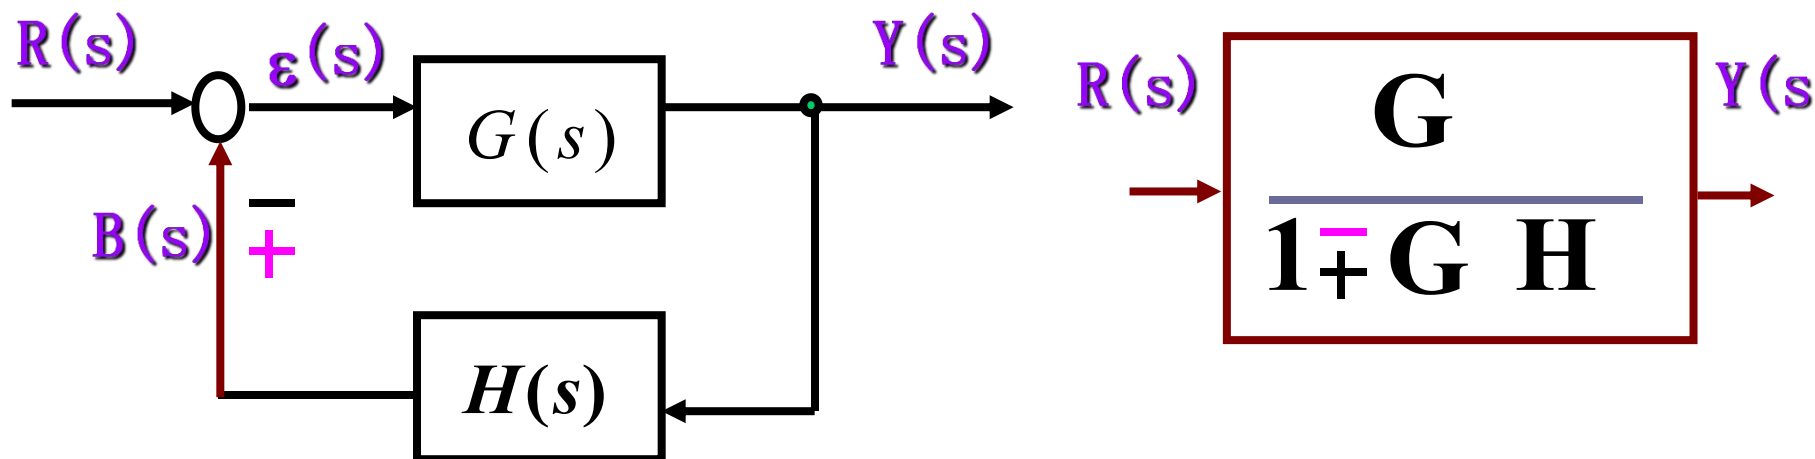 R(s)
ε(s)
G(s)
Y(s)
B(s)
−
+
H(s)
R(s)
G
1∓G H
Y(s